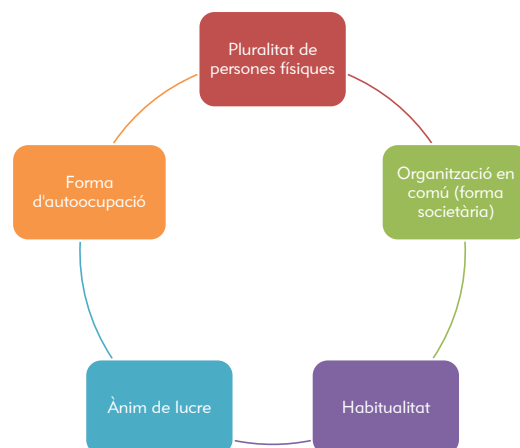 Pluralitat de
persones físiques
Organització en
comú (forma
societària)
Habitualitat
Ànim de lucre
Forma
d'autoocupació